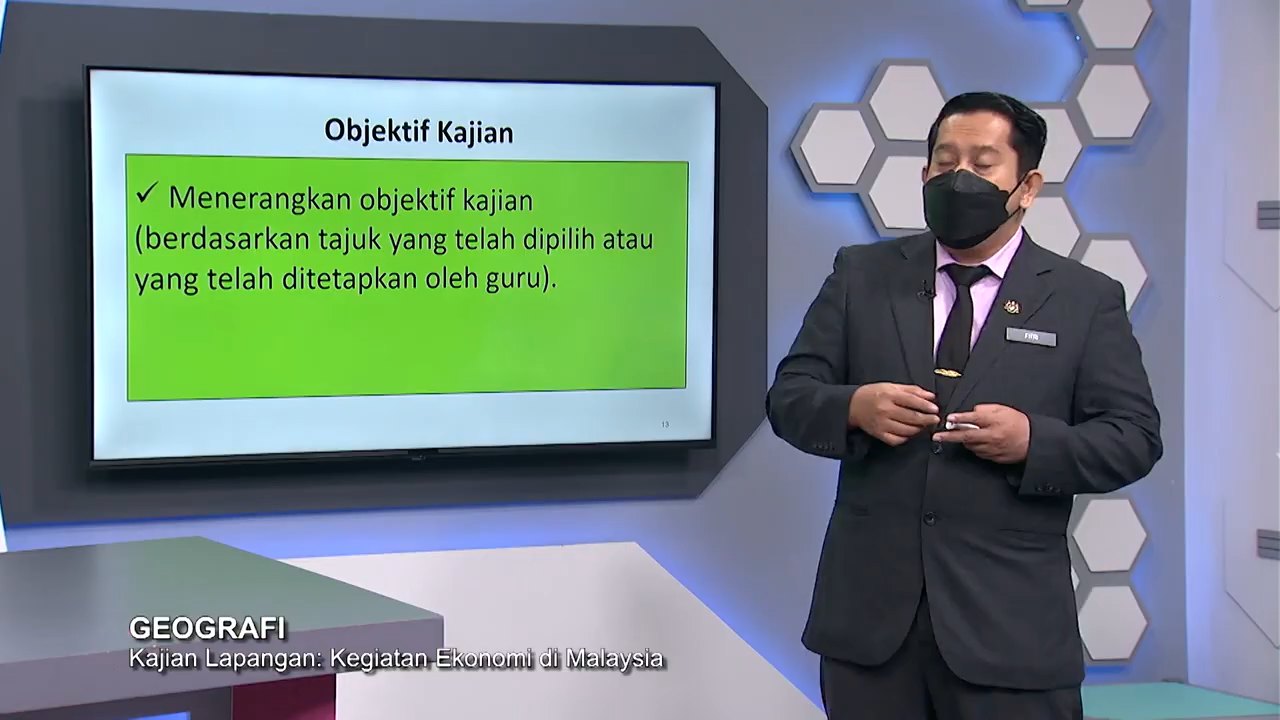 Objektif Kajian
✓ Menerangkan objektif kajian
(berdasarkan tajuk yang telah dipilih atau
yang telah ditetapkan oleh guru).
13
FITRI
GEOGRAFI
Kajian Lapangan: Kegiatan Ekonomi di Malaysia